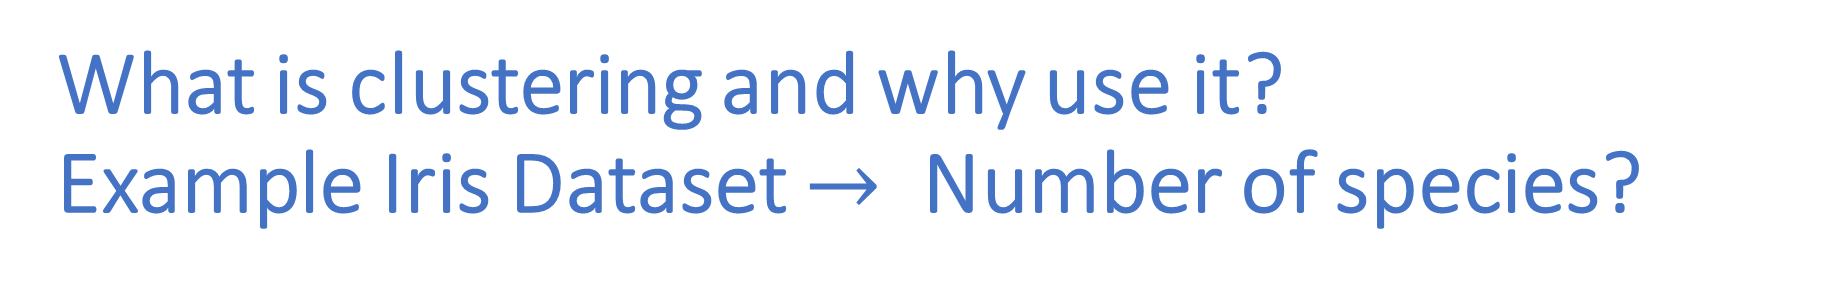 What is clustering and why use it?
Example Iris Dataset → Number of species?